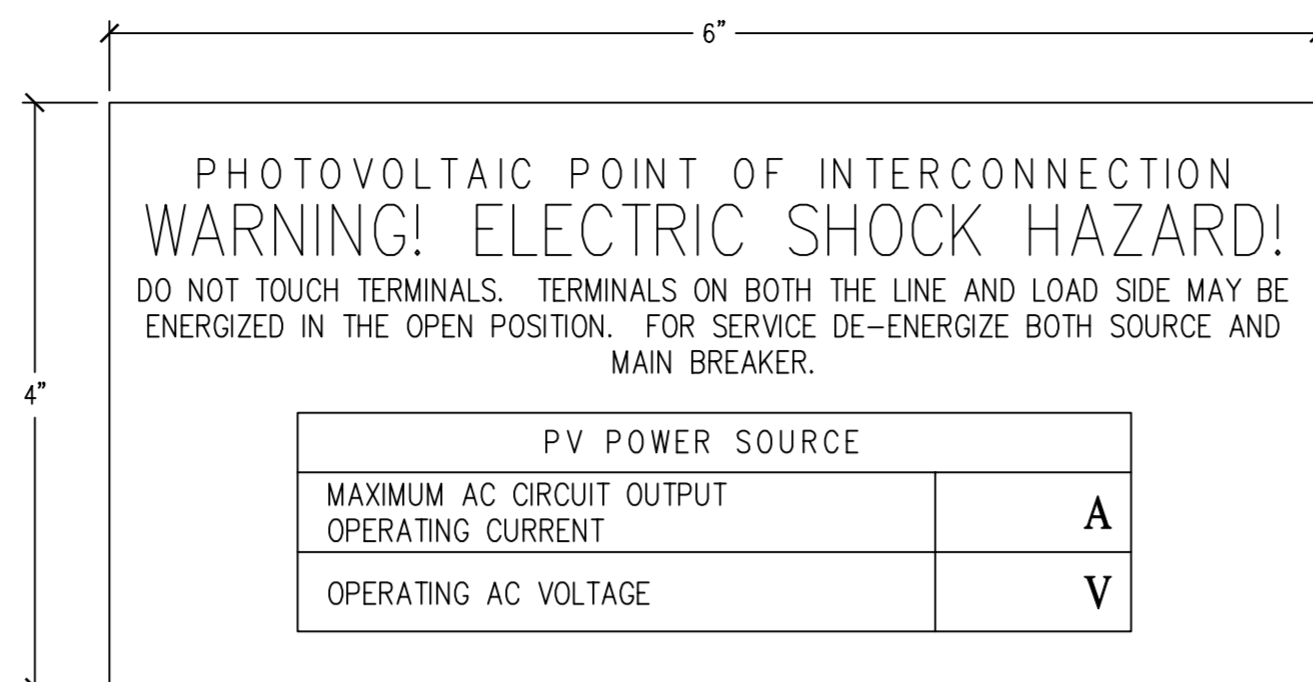 6"
PHOTOVOLTAIC POINT OF INTERCONNECTION
WARNING! ELECTRIC SHOCK HAZARD!
DO NOT TOUCH TERMINALS. TERMINALS ON BOTH THE LINE AND LOAD SIDE MAY BE
ENERGIZED IN THE OPEN POSITION. FOR SERVICE DE-ENERGIZE BOTH SOURCE AND
MAIN BREAKER.
4"
PV POWER SOURCE
MAXIMUM AC CIRCUIT OUTPUT
OPERATING CURRENT
A
OPERATING AC VOLTAGE
V